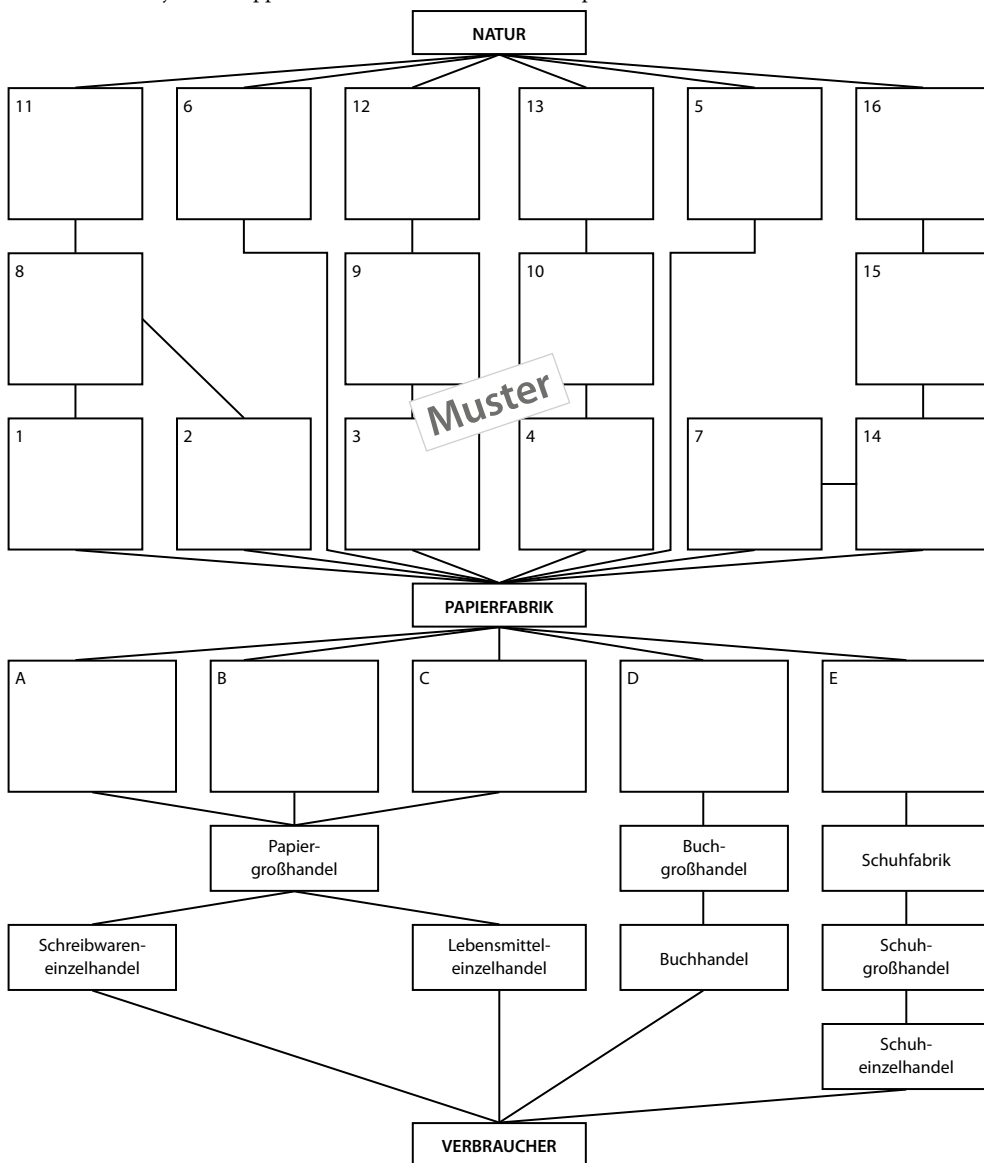 NATUR
11
6
12
13
5
16
8
9
10
15
Muster
1
2
3
4
7
14
PAPIERFABRIK
A
B
C
D
E
Papier-
großhandel
Buch-
großhandel
Schuhfabrik
Schreibwaren-
einzelhandel
Lebensmittel-
einzelhandel
Buchhandel
Schuh-
großhandel
Schuh-
einzelhandel
VERBRAUCHER